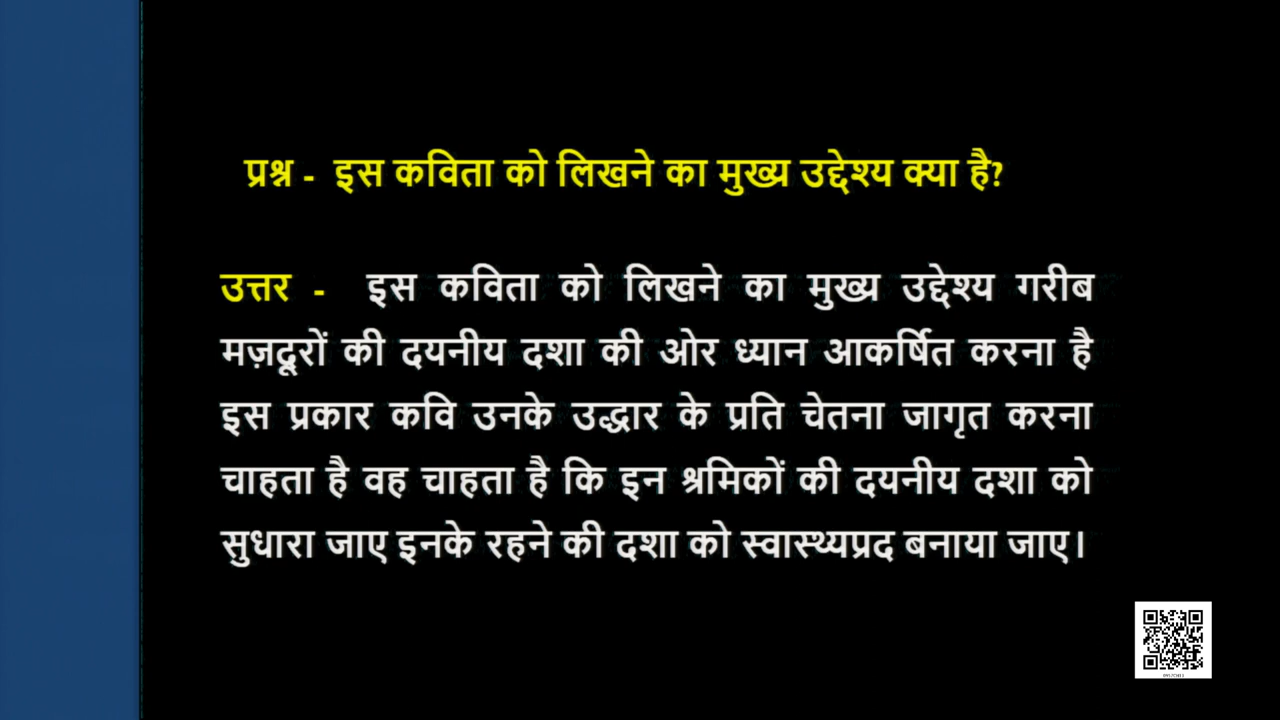 प्रश्न - इस कविता को लिखने का मुख्य उद्देश्य क्या है?
उत्तर - इस कविता को लिखने का मुख्य उद्देश्य गरीब
मज़दूरों की दयनीय दशा की ओर ध्यान आकर्षित करना है
इस प्रकार कवि उनके उद्धार के प्रति चेतना जागृत करना
चाहता है वह चाहता है कि इन श्रमिकों की दयनीय दशा को
सुधारा जाए इनके रहने की दशा को स्वास्थ्यप्रद बनाया जाए।